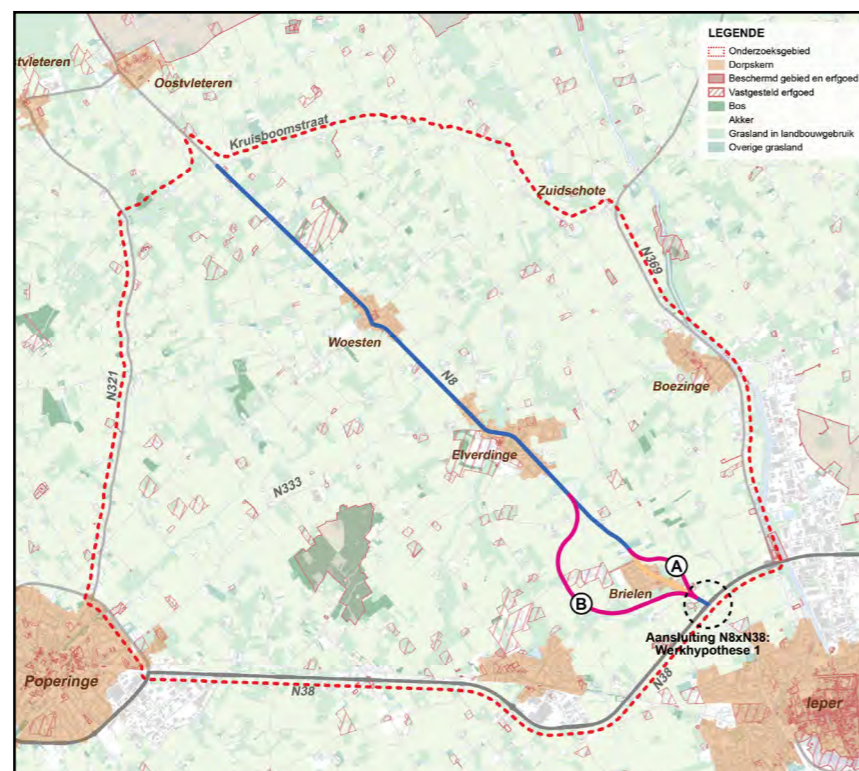 LEGENDE
Onderzoeksgebied
Dorpskern
Beschermd gebied en erfgoed
Vastgesteld erfgoed
Bos
Akker
Grasland in landbouwgebruik
Overige grasland
stvleteren
Oostvleteren
Kruisboomstraat
Zuidschote
N369
Woesten
N8
Boezinge
N321
Elverdinge
N333
A
Brielen
B
Aansluiting N8xN38:
Werkhypothese 1
Poperinge
N38
N38
Ieper